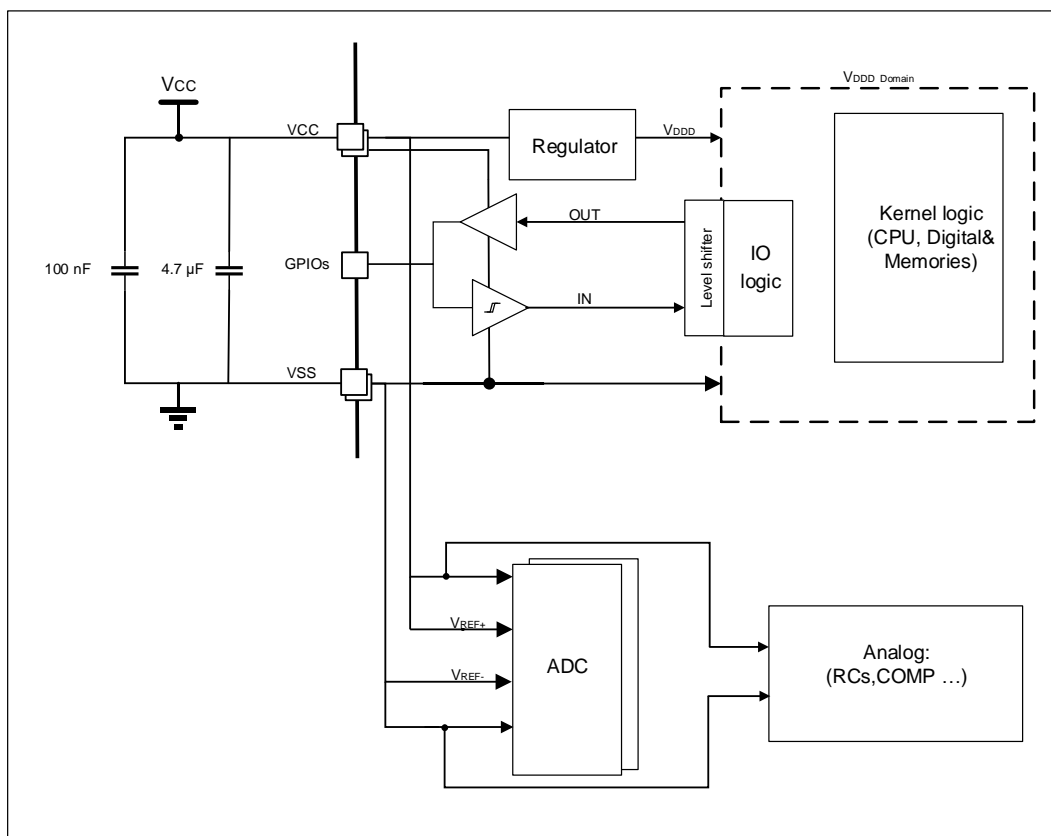 VCC
VCC
Regulator
VDDD
VDDD Domain
OUT
Level shifter
IO
logic
Kernel logic
(CPU, Digital&
Memories)
100 nF
4.7 µF
GPIOs
IN
VSS
VREF+
VREF-
ADC
Analog:
(RCs,COMP …)